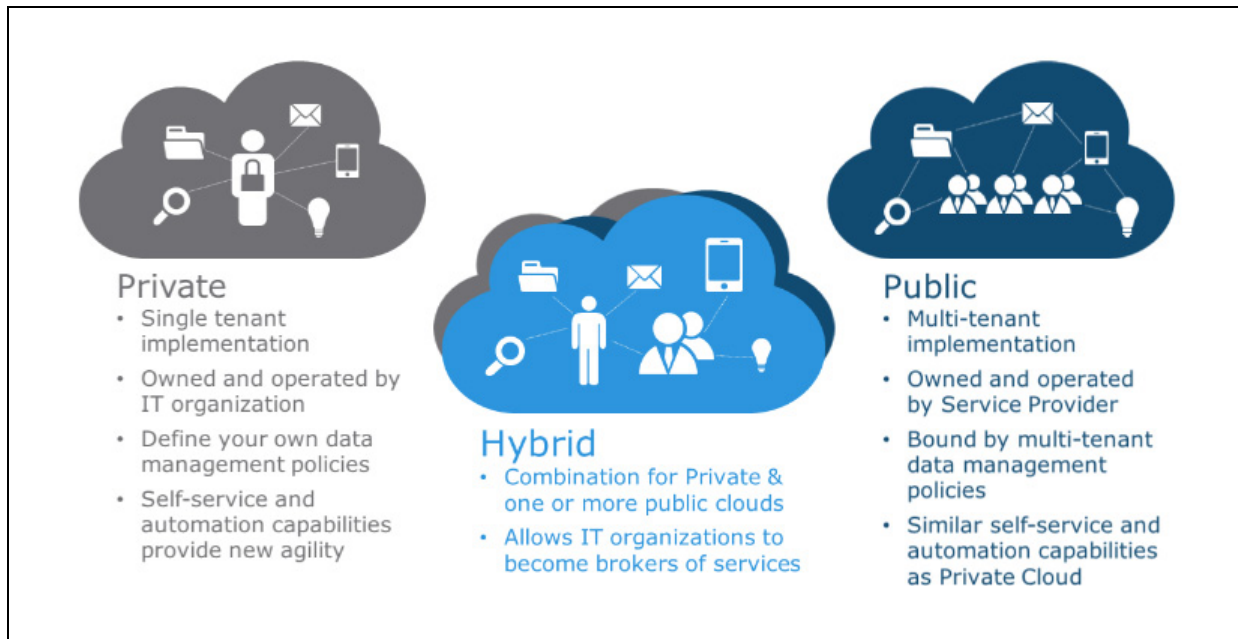 Private
• Single tenant
implementation
• Owned and operated by
IT organization
• Define your own data
management policies
• Self-service and
automation capabilities
provide new agility
Hybrid
• Combination for Private &
one or more public clouds
• Allows IT organizations to
become brokers of services
Public
• Multi-tenant
implementation
• Owned and operated
by Service Provider
• Bound by multi-tenant
data management
policies
• Similar self-service and
automation capabilities
as Private Cloud